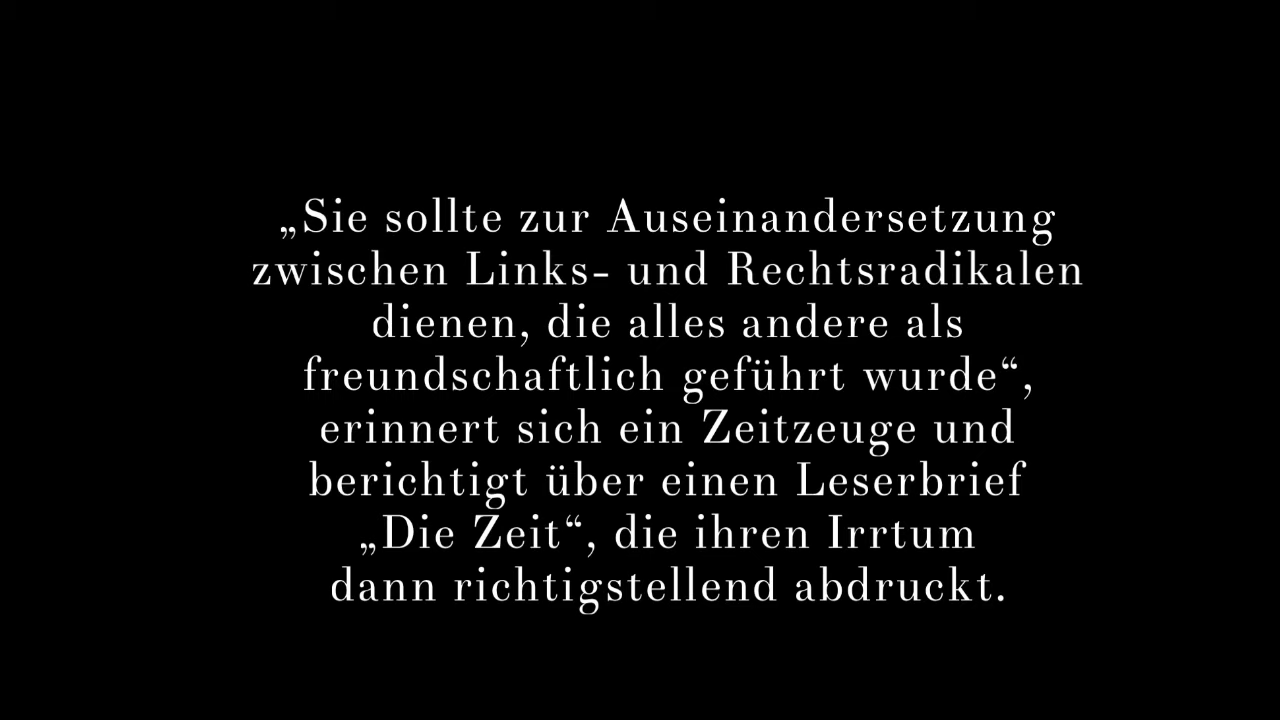 „Sie sollte zur Auseinandersetzung
zwischen Links- und Rechtsradikalen
dienen, die alles andere als
freundschaftlich geführt wurde“,
erinnert sich ein Zeitzeuge und
berichtigt über einen Leserbrief
„Die Zeit“, die ihren Irrtum
dann richtigstellend abdruckt.